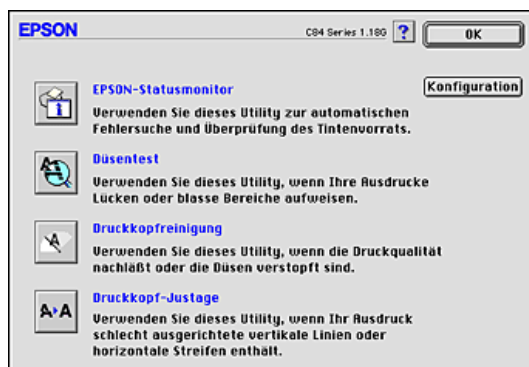 EPSON
C84 Series 1.18G ? OK
EPSON-Statusmonitor
Konfiguration
Verwenden Sie dieses Utility zur automatischen
Fehlersuche und Überprüfung des Tintenvorrats.
Düsentest
Verwenden Sie dieses Utility, wenn Ihre Ausdrucke
Lücken oder blasse Bereiche aufweisen.
Druckkopfreinigung
Verwenden Sie dieses Utility, wenn die Druckqualität
nachläßt oder die Düsen verstopft sind.
A›A
Druckkopf-Justage
Verwenden Sie dieses Utility, wenn Ihr Ausdruck
schlecht ausgerichtete vertikale Linien oder
horizontale Streifen enthält.